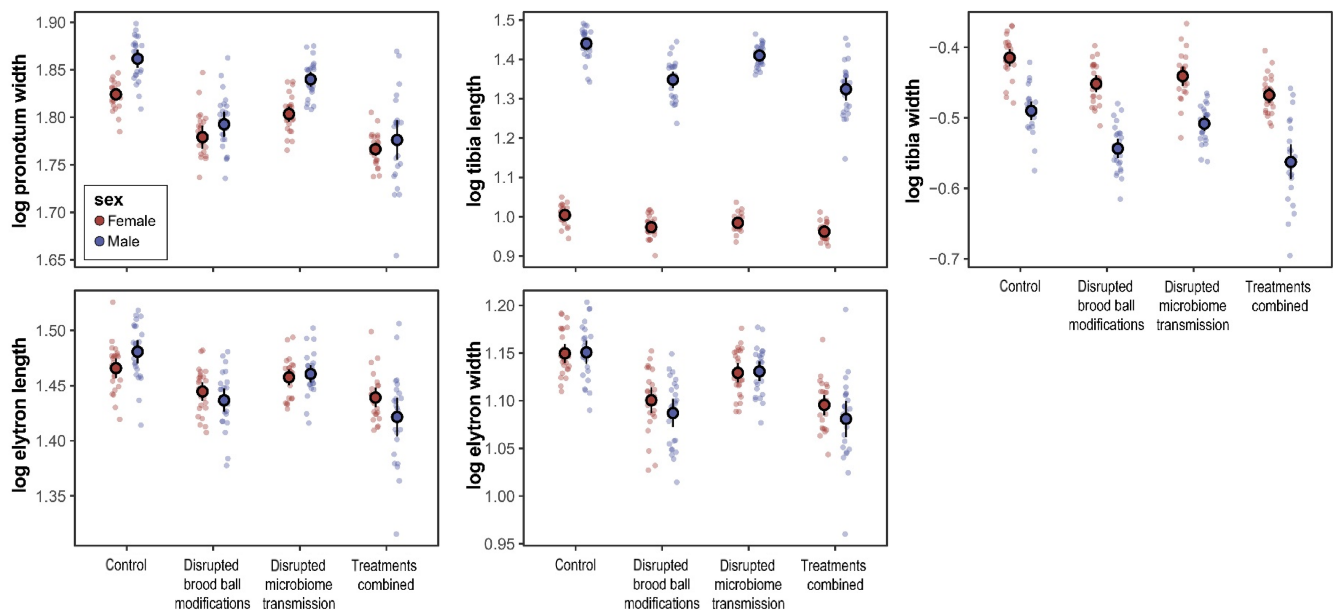 log pronotum width
1.90
1.85
1.80
1.75
1.70
1.65
sex
Female
Male
log tibia length
1.5
1.4
1.3
1.2
1.1
1.0
0.9
log tibia width
−0.4
−0.5
−0.6
−0.7
Control
Disrupted
brood ball
modifications
Disrupted
microbiome
transmission
Treatments
combined
log elytron length
1.50
1.45
1.40
1.35
Control
Disrupted
brood ball
modifications
Disrupted
microbiome
transmission
Treatments
combined
log elytron width
1.20
1.15
1.10
1.05
1.00
0.95
Control
Disrupted
brood ball
modifications
Disrupted
microbiome
transmission
Treatments
combined